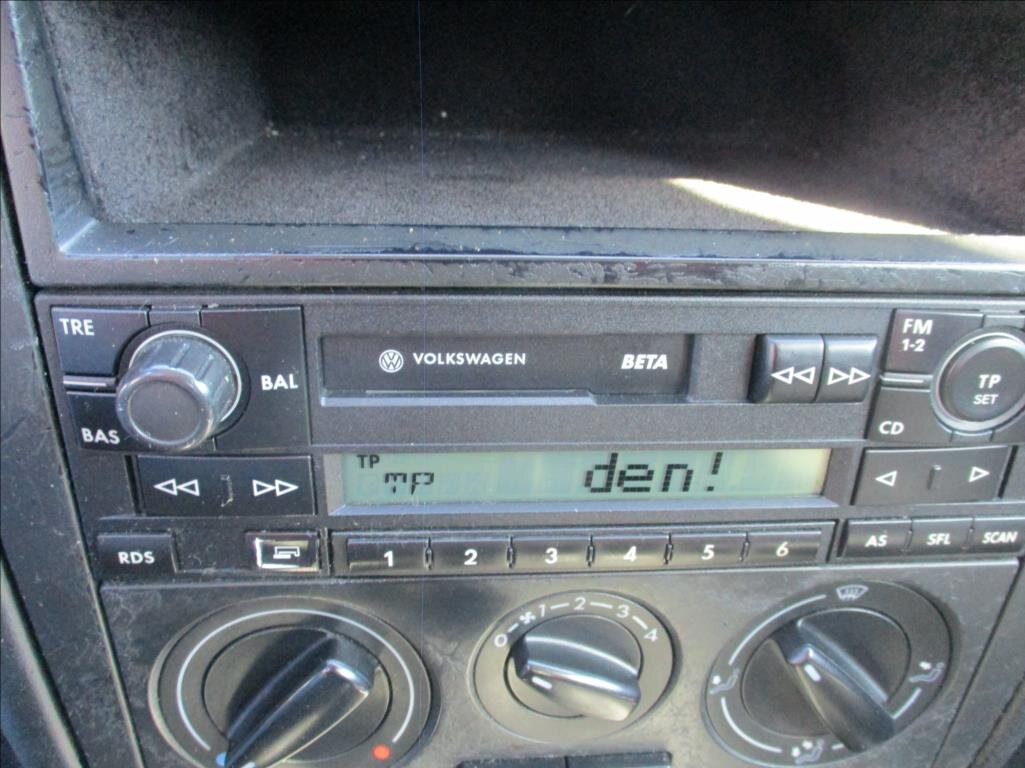 TRE
BAL
BAS
VOLKSWAGEN BETA
FM
1-2
TP
SET
CD
TP
mp den!
RDS
1 2 3 4 5 6
AS SFL SCAN
0 1 2 3 4